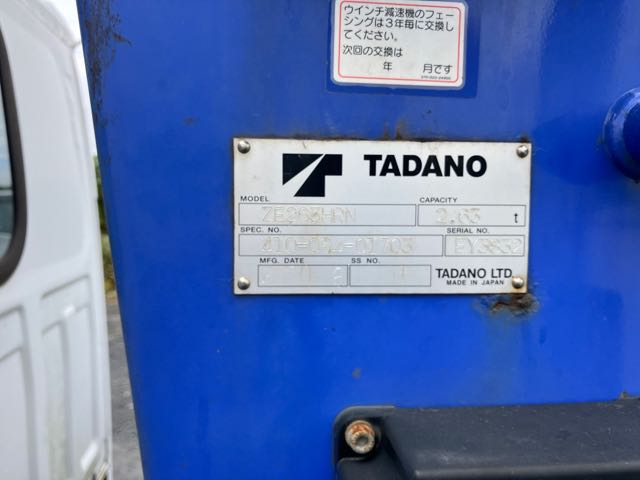 ウインチ減速機のフェー
シングは3年毎に交換し
てください。
次回の交換は
年 月です
TADANO
MODEL CAPACITY
2.63 t
SPEC. NO. SERIAL NO.
EY3832
MFG. DATE SS NO.
TADANO LTD.
MADE IN JAPAN